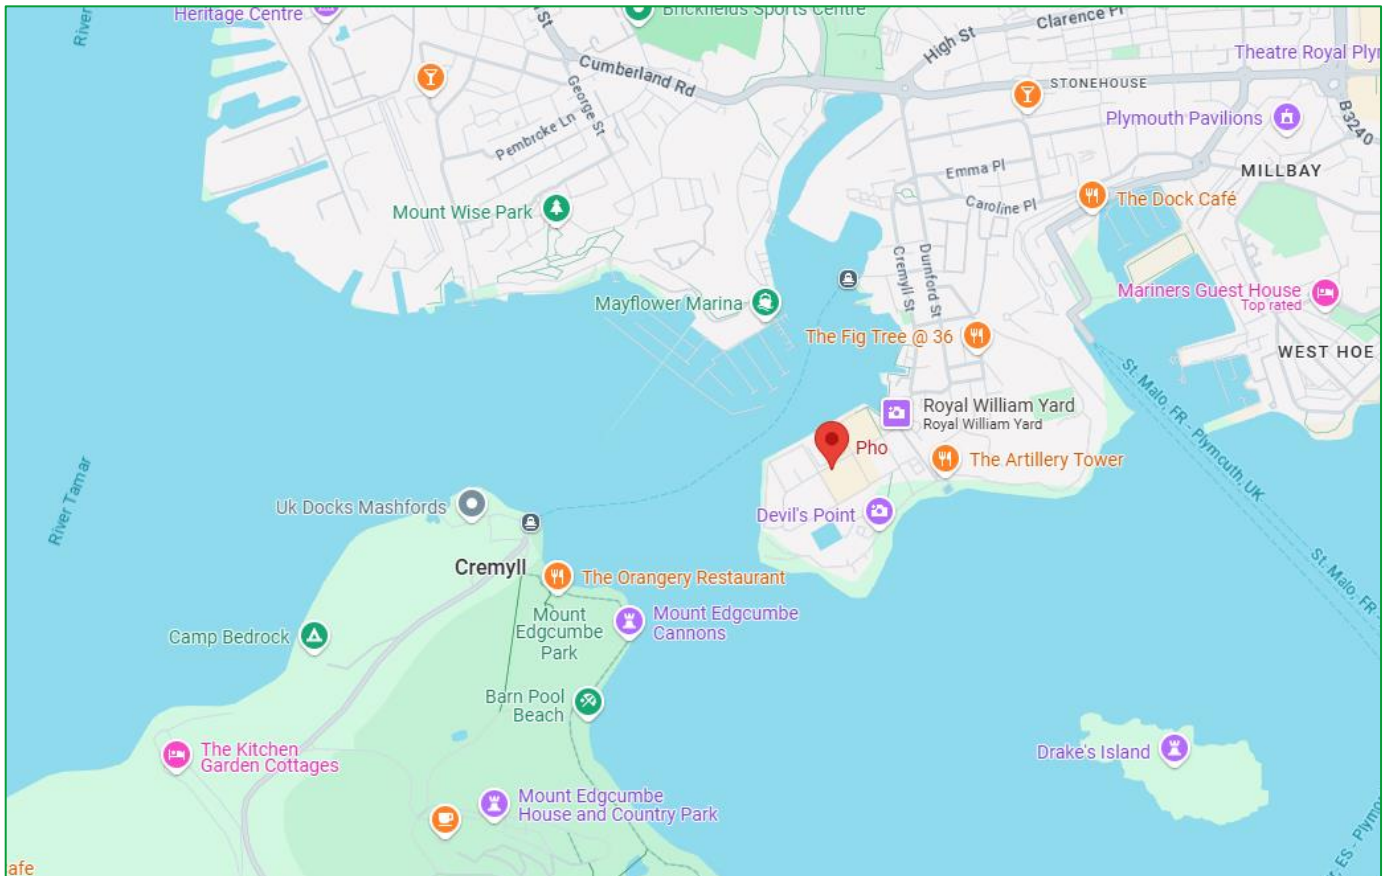 Heritage Centre
Brickfields Sports Centre
Clarence Pl
High St
Theatre Royal Ply
River
St
Cumberland Rd
George St
STONEHOUSE
B3240
Plymouth Pavilions
Pembroke Ln
Emma Pl
MILLBAY
Caroline Pl
The Dock Café
Mount Wise Park
Cremyll St
Durnford St
Mayflower Marina
Mariners Guest House
Top rated
The Fig Tree @ 36
WEST HOE
St. Malo, FR - Plymouth, UK
Royal William Yard
Royal William Yard
Pho
The Artillery Tower
River Tamar
Uk Docks Mashfords
Devil's Point
St. Malo, FR -
Cremyll
The Orangery Restaurant
Mount
Edgcumbe
Park
Mount Edgcumbe
Cannons
Camp Bedrock
Barn Pool
Beach
The Kitchen
Garden Cottages
Drake's Island
Mount Edgcumbe
House and Country Park
ES - Plymo
afe